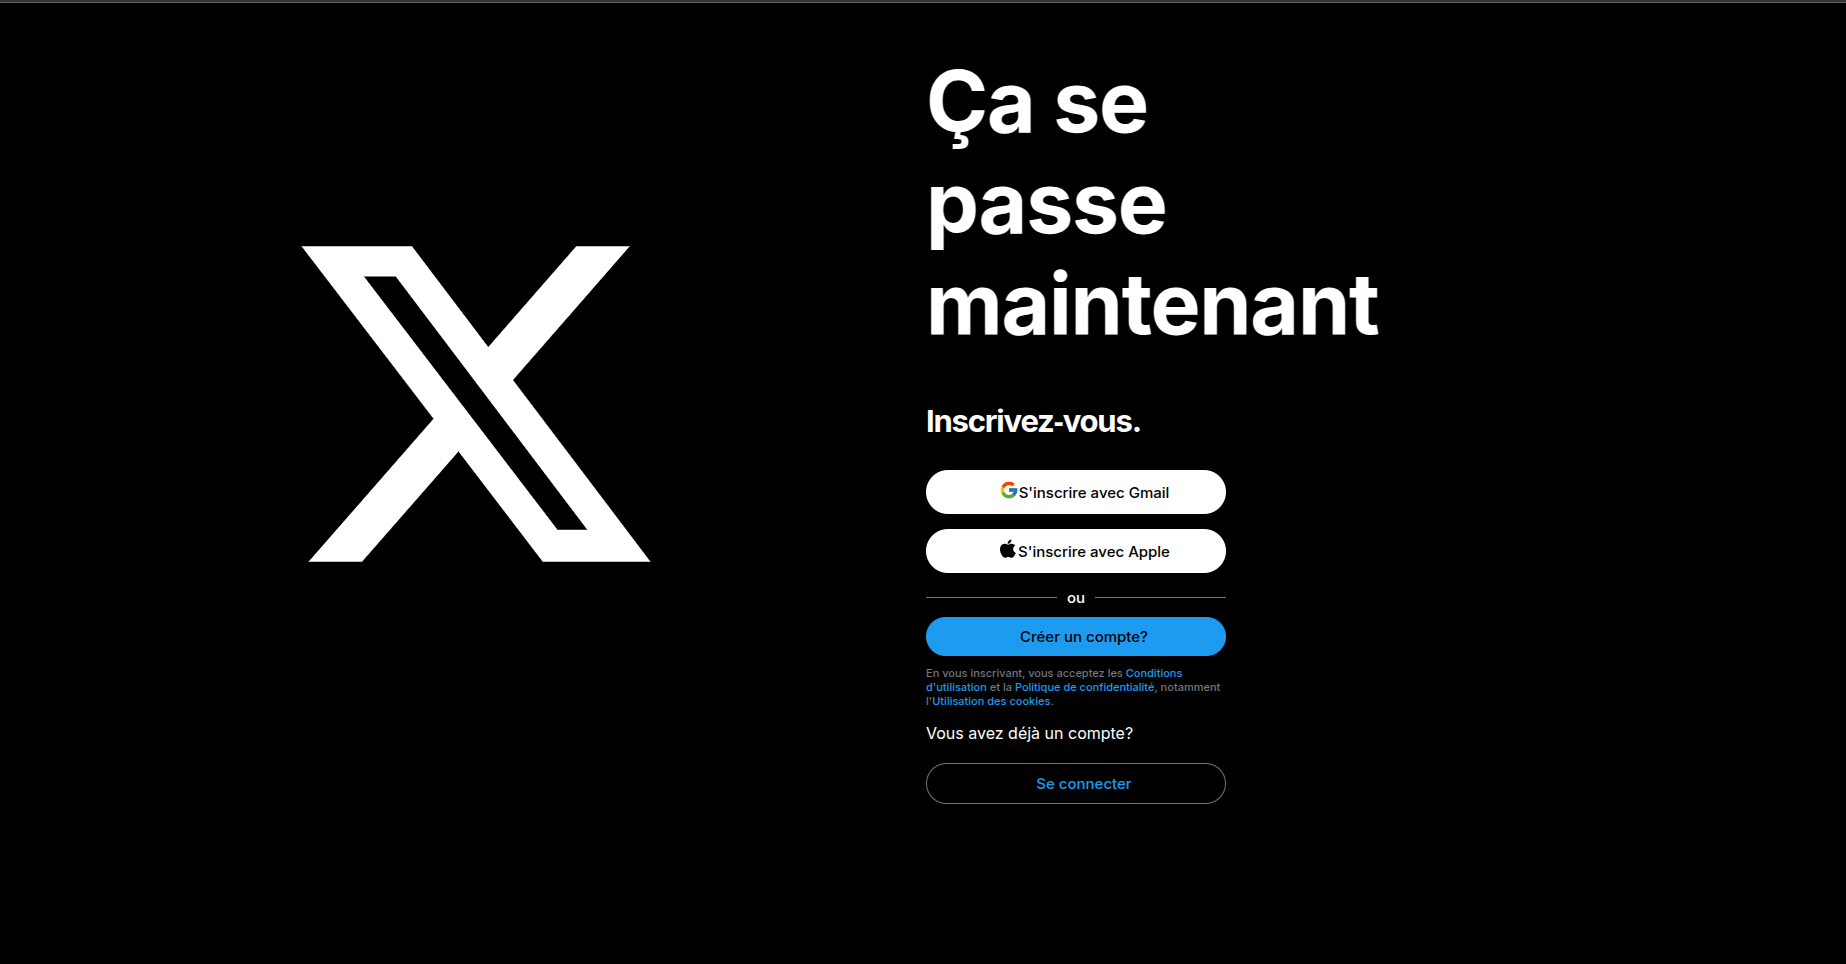 Ça se
passe
maintenant
Inscrivez-vous.
S'inscrire avec Gmail
S'inscrire avec Apple
ou
Créer un compte?
En vous inscrivant, vous acceptez les Conditions
d'utilisation et la Politique de confidentialité, notamment
l'Utilisation des cookies.
Vous avez déjà un compte?
Se connecter